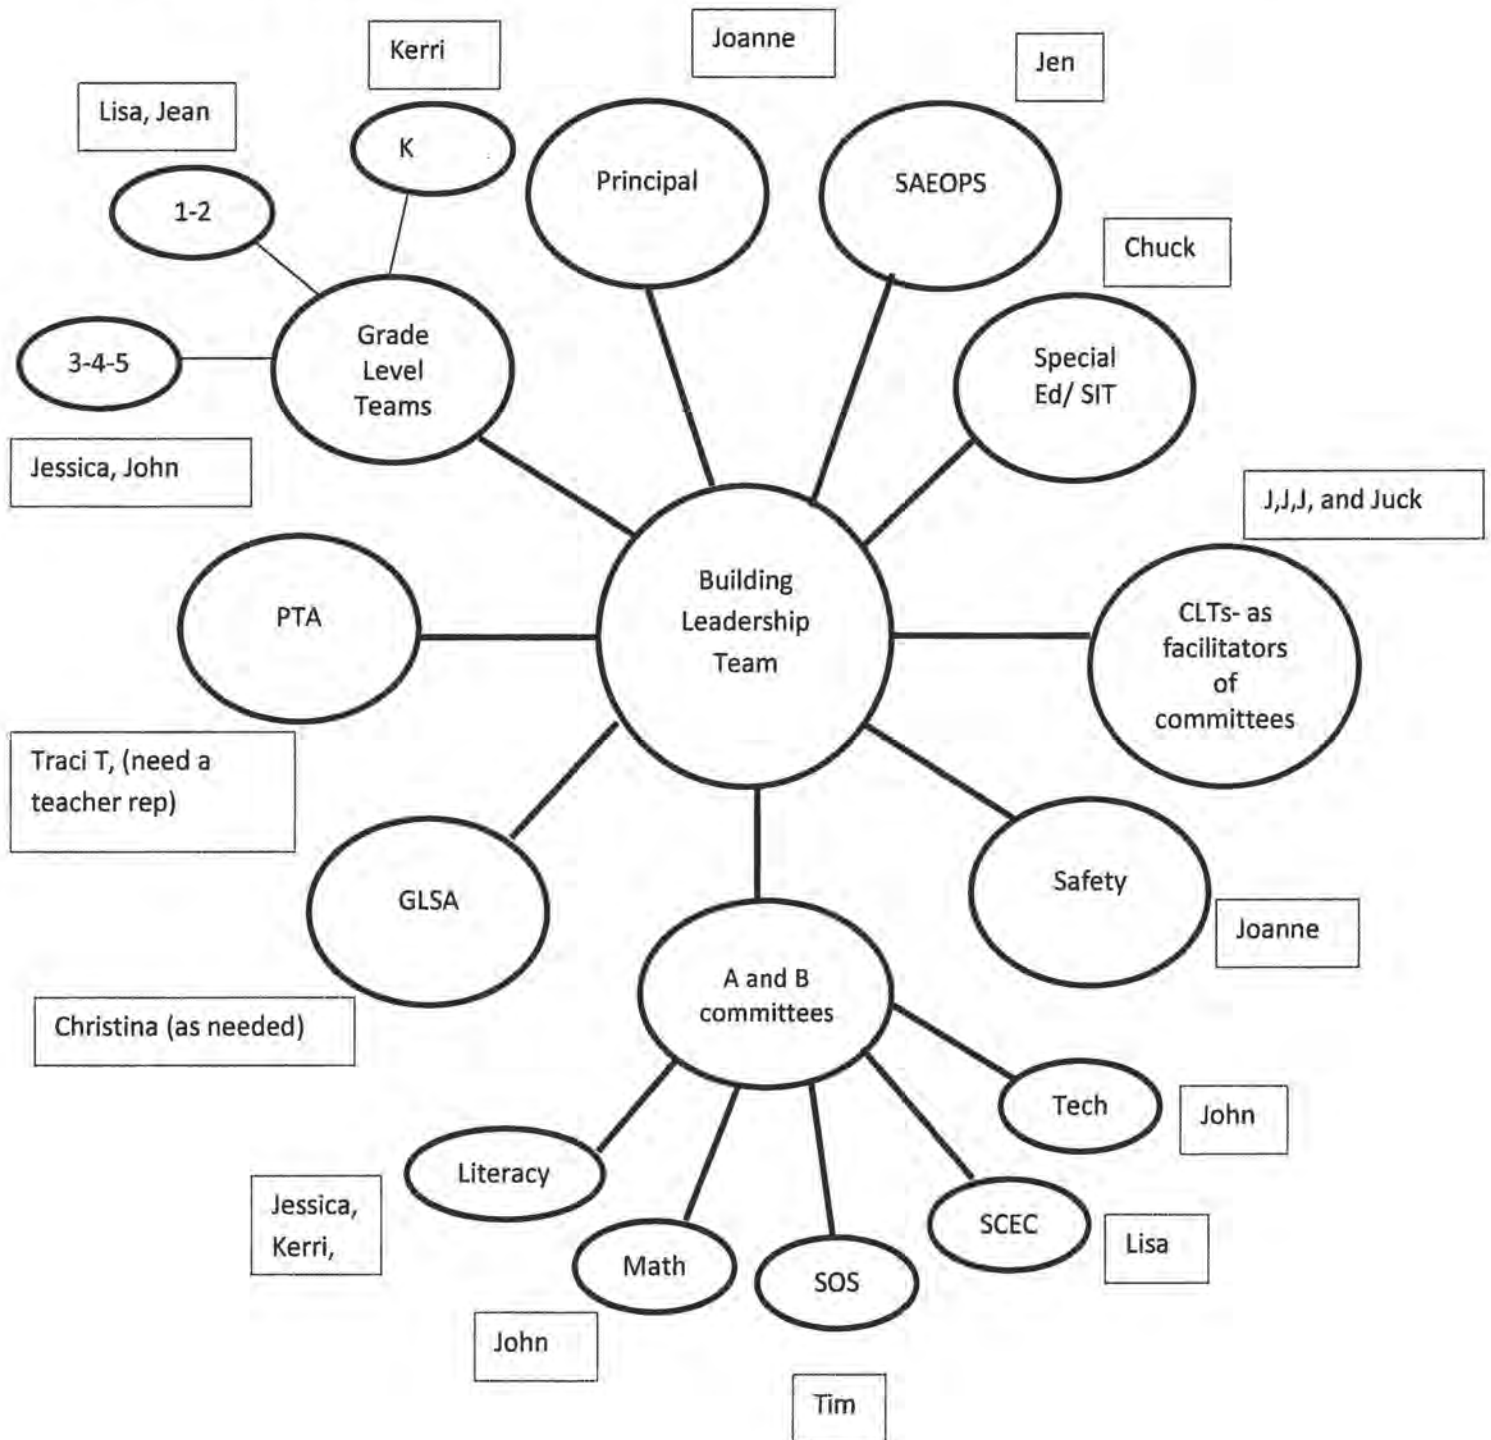 Kerri
Joanne
Jen
Lisa, Jean
K
Principal
SAEOPS
1-2
Chuck
Grade
Level
Teams
3-4-5
Special
Ed/ SIT
Jessica, John
J,J,J, and Juck
Building
Leadership
Team
PTA
CLTs- as
facilitators
of
committees
Traci T, (need a
teacher rep)
GLSA
Safety
Joanne
Christina (as needed)
A and B
committees
Tech
John
Literacy
Jessica,
Kerri,
Math
SOS
SCEC
Lisa
John
Tim